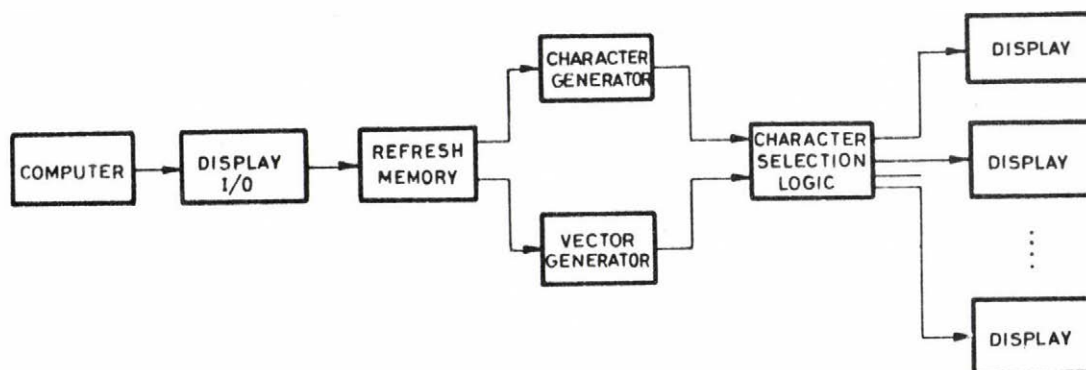 COMPUTER
DISPLAY
I/O
REFRESH
MEMORY
CHARACTER
GENERATOR
VECTOR
GENERATOR
CHARACTER
SELECTION
LOGIC
DISPLAY
DISPLAY
DISPLAY